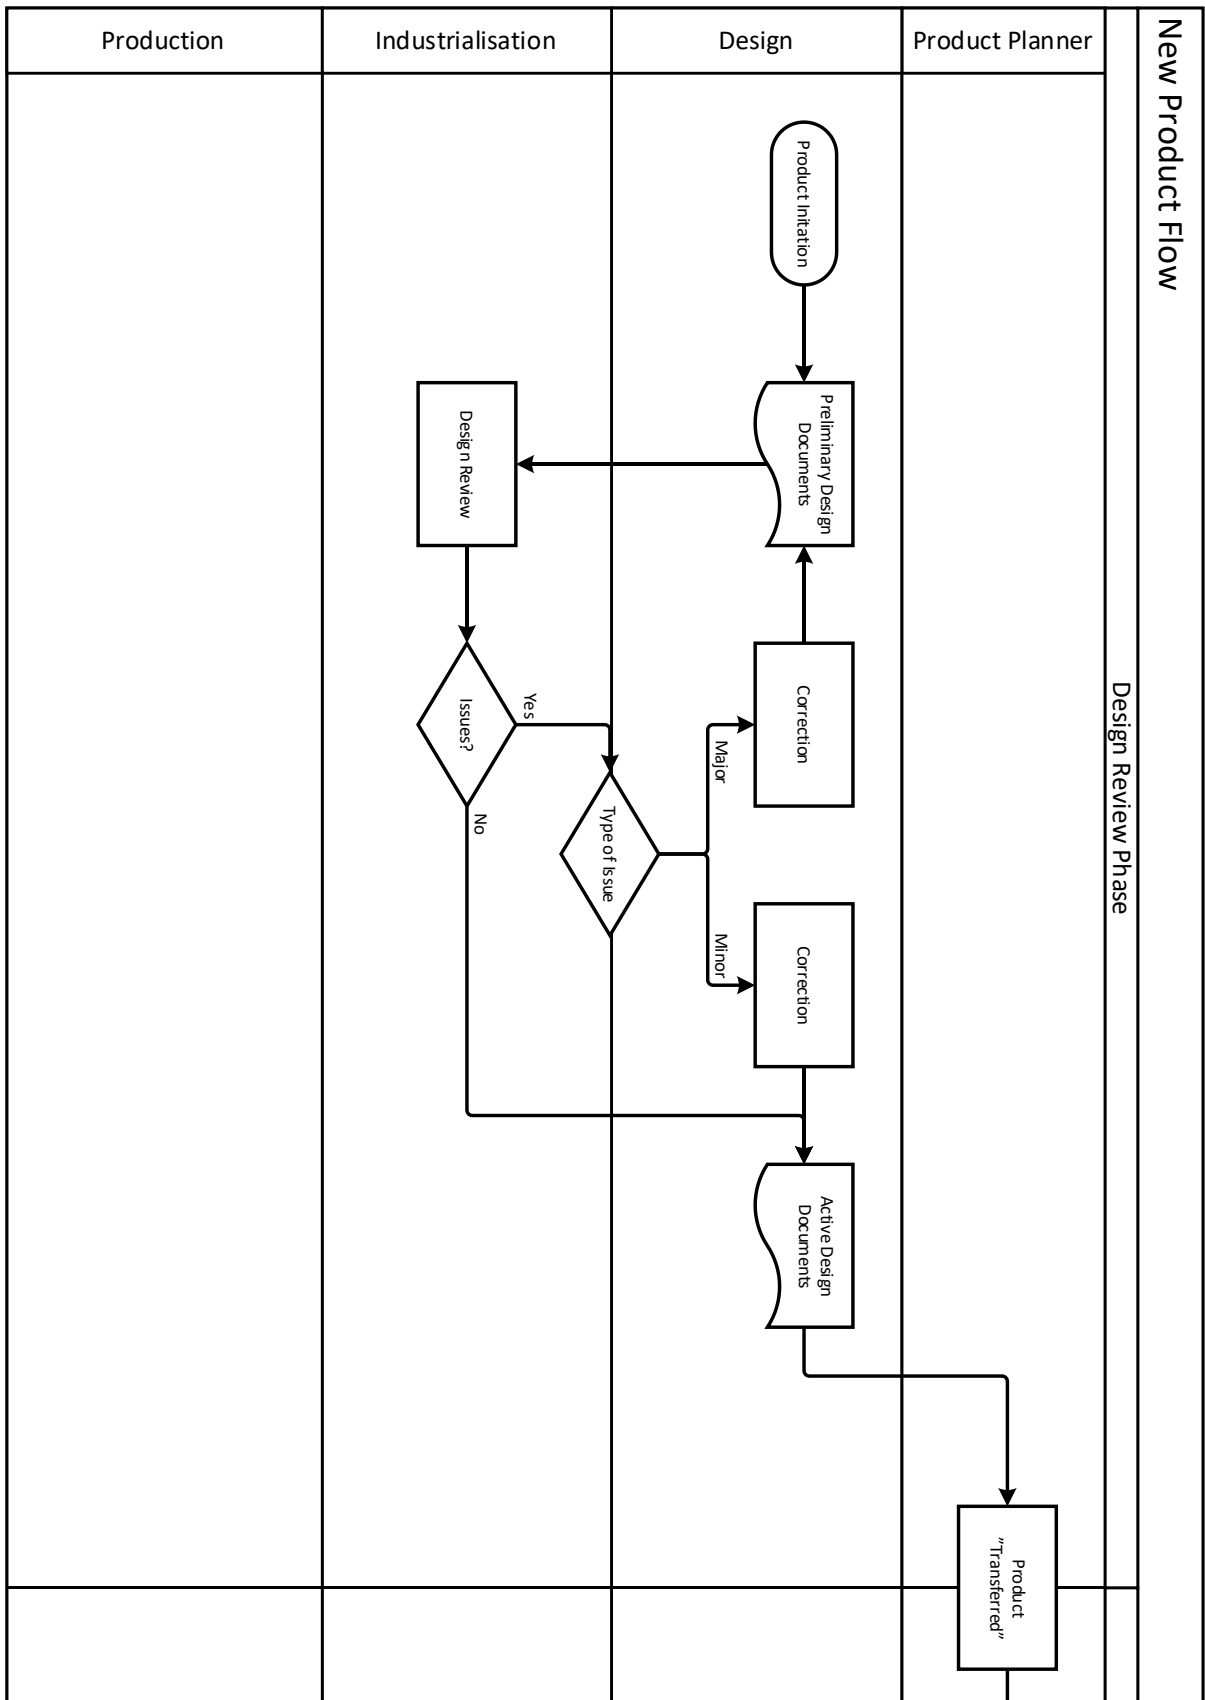 New Product Flow
Design Review Phase
Product Planner
Design
Industrialisation
Production
Product Initation
Preliminary Design
Documents
Design Review
Issues?
Yes
No
Type of Issue
Major
Minor
Correction
Correction
Active Design
Documents
Product
”Transferred”